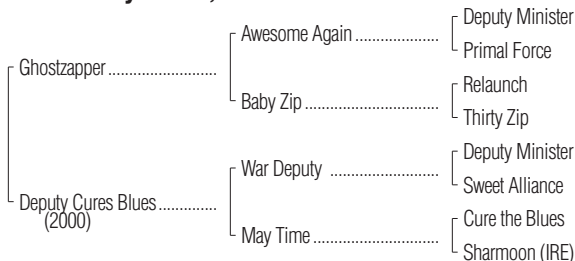 Deputy Minister
Awesome Again ....................
Primal Force
Ghostzapper..........................
Relaunch
Baby Zip ................................
Thirty Zip
Deputy Minister
War Deputy ..........................
Sweet Alliance
Deputy Cures Blues..............
(2000)
Cure the Blues
May Time ..............................
Sharmoon (IRE)